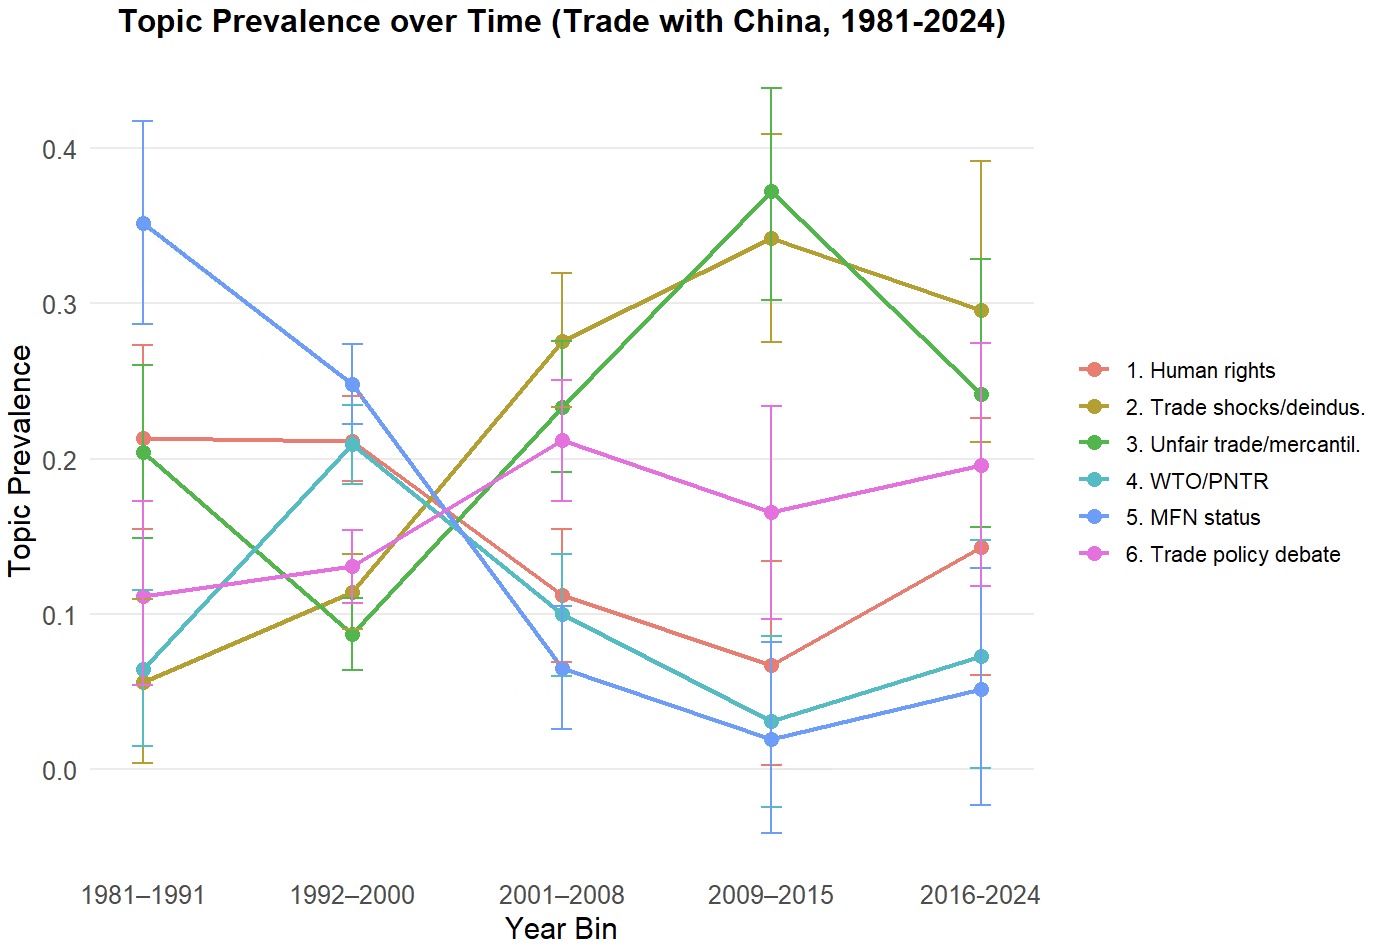 Topic Prevalence over Time (Trade with China, 1981-2024)
Topic Prevalence
0.4
0.3
0.2
0.1
0.0
1981–1991
1992–2000
2001–2008
2009–2015
2016-2024
Year Bin
1. Human rights
2. Trade shocks/deindus.
3. Unfair trade/mercantil.
4. WTO/PNTR
5. MFN status
6. Trade policy debate